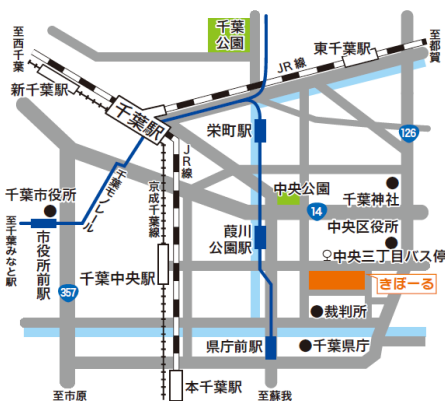 千葉
公園
至西千葉
東千葉駅
至都賀
JR線
新千葉駅
千葉駅
栄町駅
126
千葉モノレール
JR線
京成千葉線
中央公園
千葉神社
千葉市役所
14
中央区役所
至千葉みなと駅
市役所前駅
葭川
公園駅
中央三丁目バス停
千葉中央駅
きぼーる
357
裁判所
県庁前駅
千葉県庁
本千葉駅
至市原
至蘇我